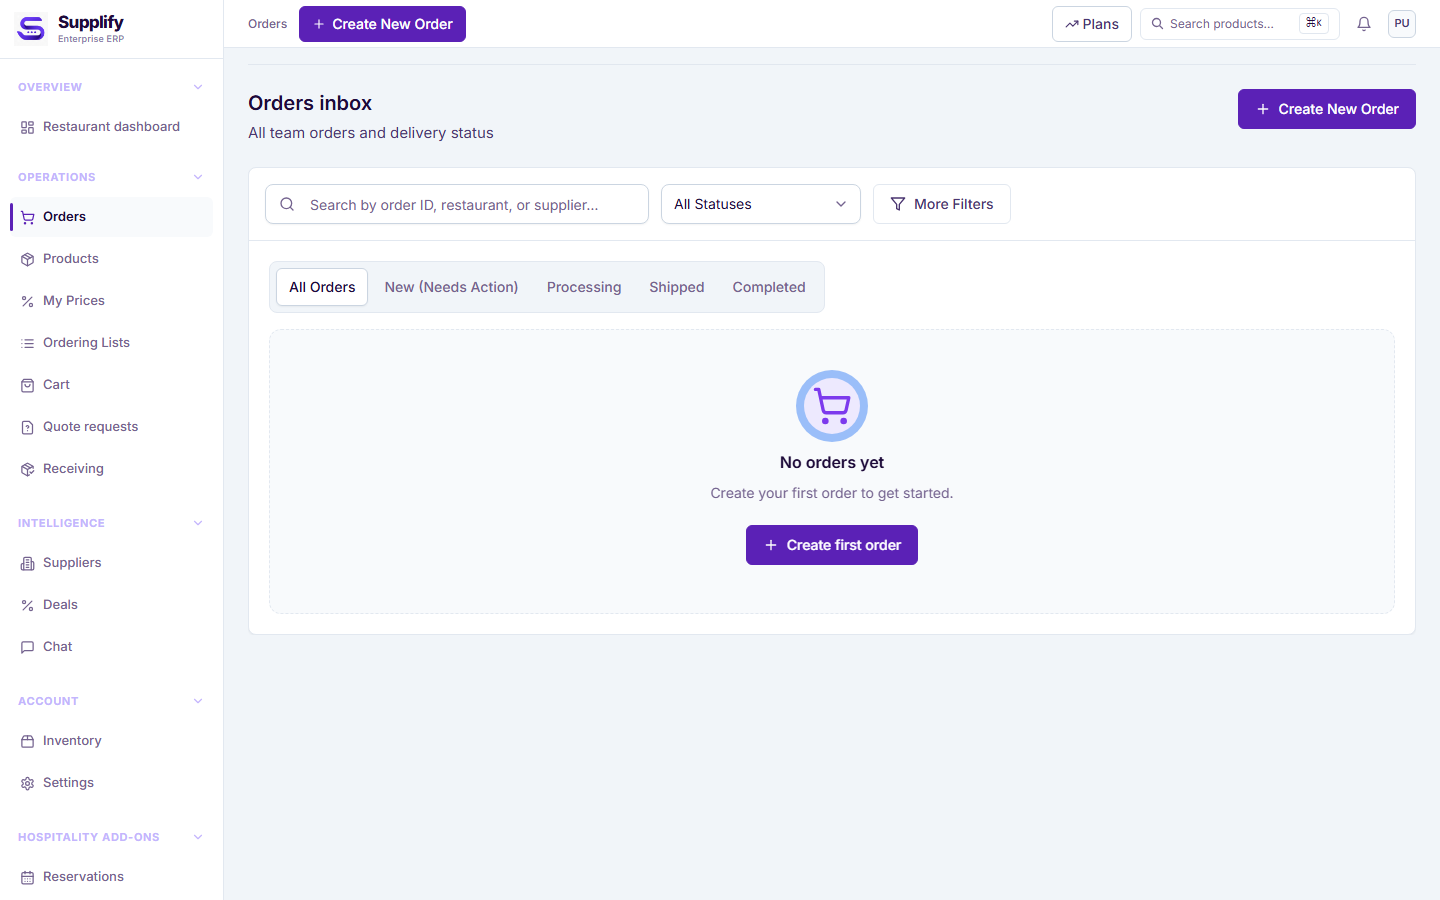 Supplify
Enterprise ERP
OVERVIEW
Restaurant dashboard
OPERATIONS
Orders
Products
My Prices
Ordering Lists
Cart
Quote requests
Receiving
INTELLIGENCE
Suppliers
Deals
Chat
ACCOUNT
Inventory
Settings
HOSPITALITY ADD-ONS
Reservations
Orders
+ Create New Order
Plans
Search products...
⌘K
PU
Orders inbox
All team orders and delivery status
+ Create New Order
Search by order ID, restaurant, or supplier...
All Statuses
More Filters
All Orders
New (Needs Action)
Processing
Shipped
Completed
No orders yet
Create your first order to get started.
+ Create first order